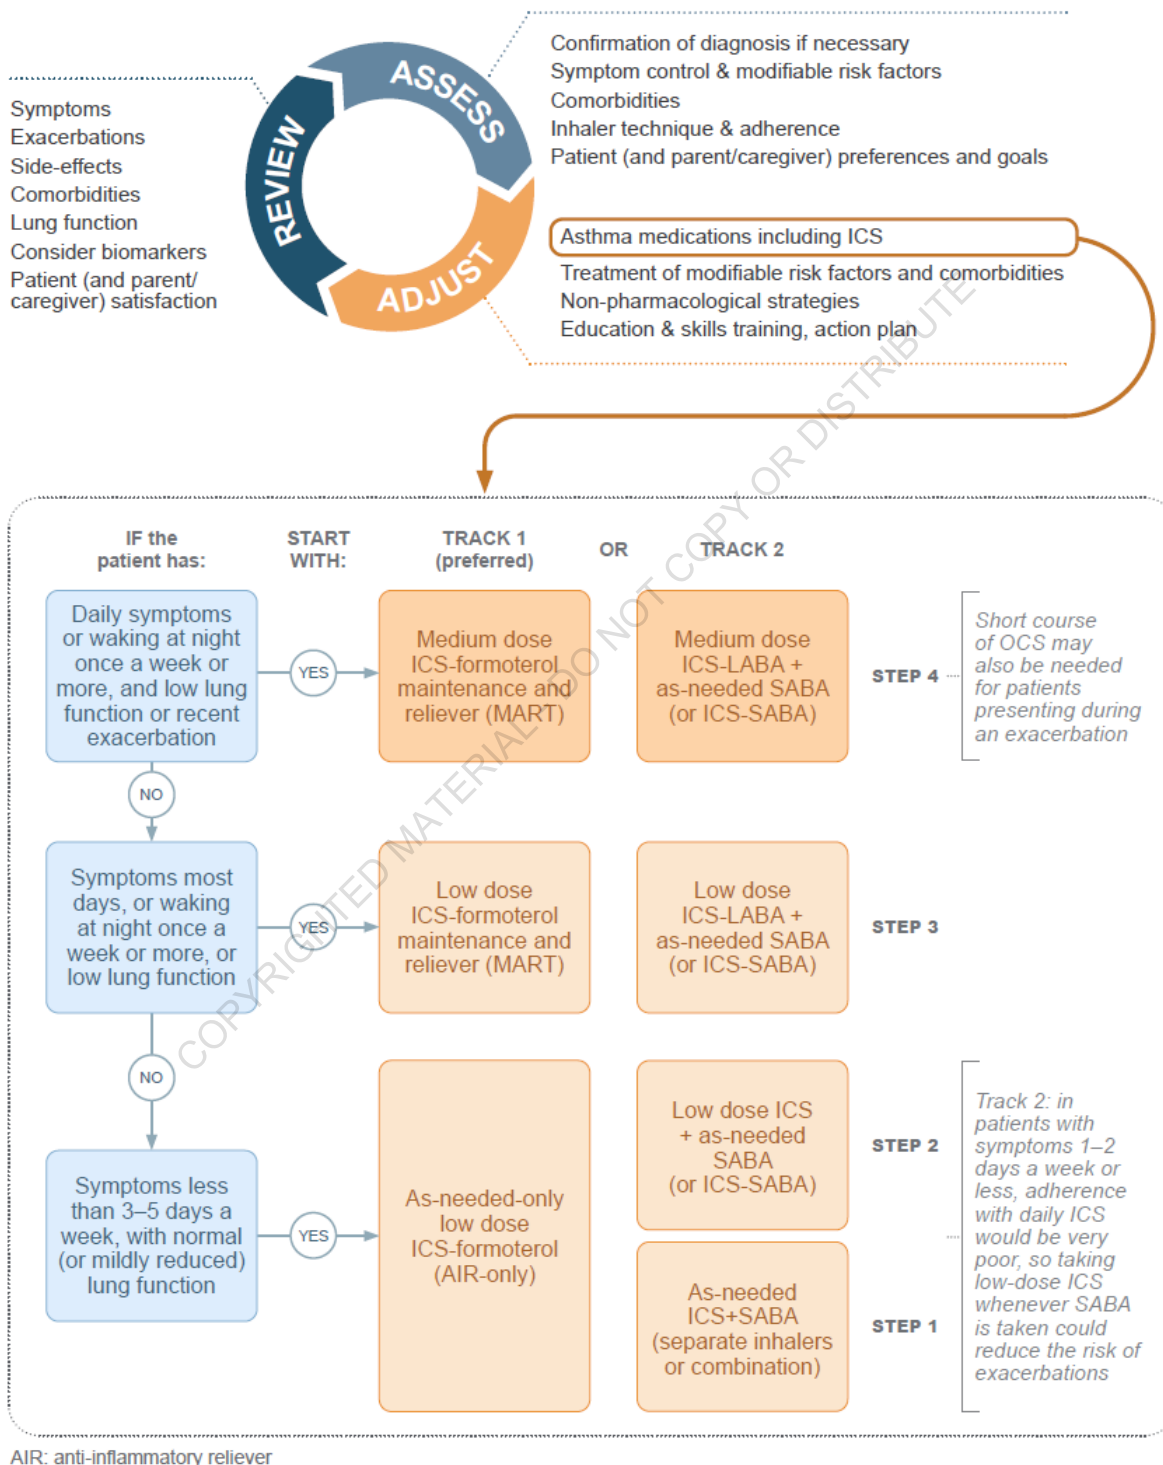 ASSESS
REVIEW
ADJUST
Symptoms
Exacerbations
Side-effects
Comorbidities
Lung function
Consider biomarkers
Patient (and parent/
caregiver) satisfaction
Confirmation of diagnosis if necessary
Symptom control & modifiable risk factors
Comorbidities
Inhaler technique & adherence
Patient (and parent/caregiver) preferences and goals
Asthma medications including ICS
Treatment of modifiable risk factors and comorbidities
Non-pharmacological strategies
Education & skills training, action plan
COPYRIGHTED MATERIAL - DO NOT COPY OR DISTRIBUTE
IF the
patient has:
START
WITH:
TRACK 1
(preferred)
OR
TRACK 2
Daily symptoms
or waking at night
once a week or
more, and low lung
function or recent
exacerbation
YES
Medium dose
ICS-formoterol
maintenance and
reliever (MART)
Medium dose
ICS-LABA +
as-needed SABA
(or ICS-SABA)
STEP 4
Short course
of OCS may
also be needed
for patients
presenting during
an exacerbation
NO
Symptoms most
days, or waking
at night once a
week or more, or
low lung function
YES
Low dose
ICS-formoterol
maintenance and
reliever (MART)
Low dose
ICS-LABA +
as-needed SABA
(or ICS-SABA)
STEP 3
NO
Symptoms less
than 3–5 days a
week, with normal
(or mildly reduced)
lung function
YES
As-needed-only
low dose
ICS-formoterol
(AIR-only)
Low dose ICS
+ as-needed
SABA
(or ICS-SABA)
STEP 2
As-needed
ICS+SABA
(separate inhalers
or combination)
STEP 1
Track 2: in
patients with
symptoms 1–2
days a week or
less, adherence
with daily ICS
would be very
poor, so taking
low-dose ICS
whenever SABA
is taken could
reduce the risk of
exacerbations
AIR: anti-inflammatory reliever